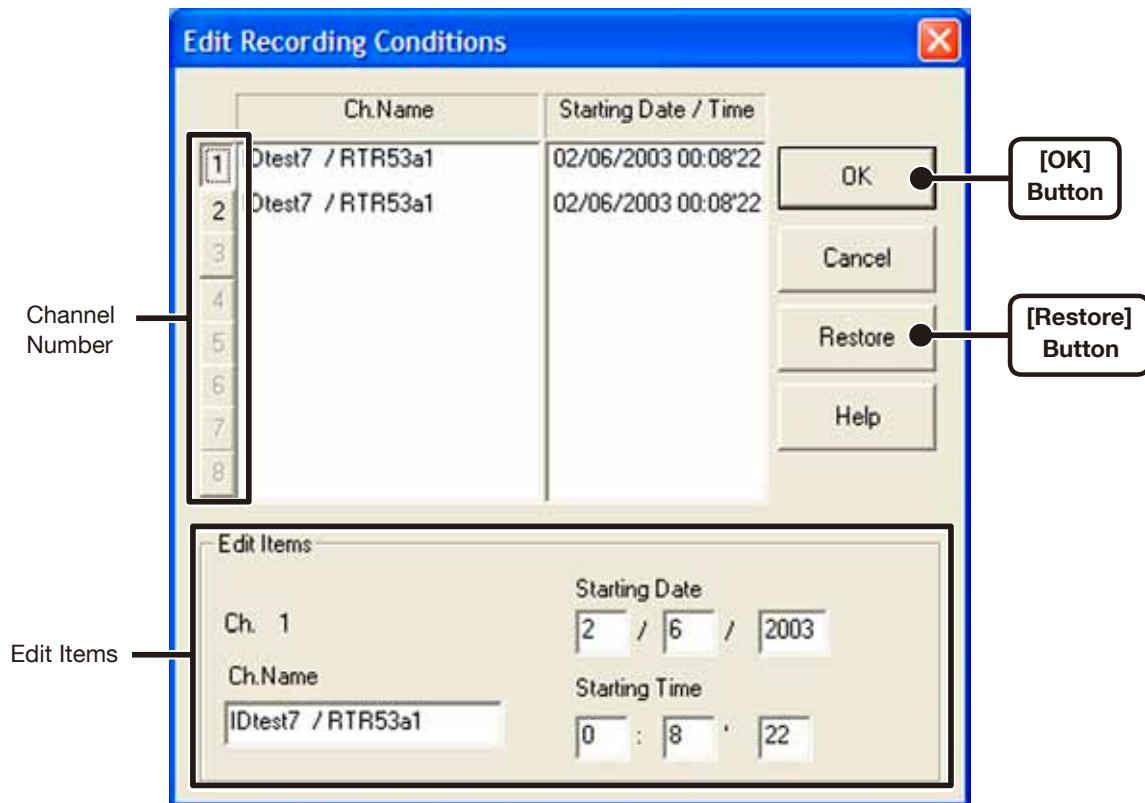 Edit Recording Conditions
Ch.Name Starting Date / Time
1 IDtest7 / RTR53a1 02/06/2003 00:08'22
2 IDtest7 / RTR53a1 02/06/2003 00:08'22
3
4
5
6
7
8
OK
Cancel
Restore
Help
[OK]
Button
[Restore]
Button
Channel
Number
Edit Items
Edit Items
Ch. 1
Ch.Name
IDtest7 / RTR53a1
Starting Date
2 / 6 / 2003
Starting Time
0 : 8 ' 22